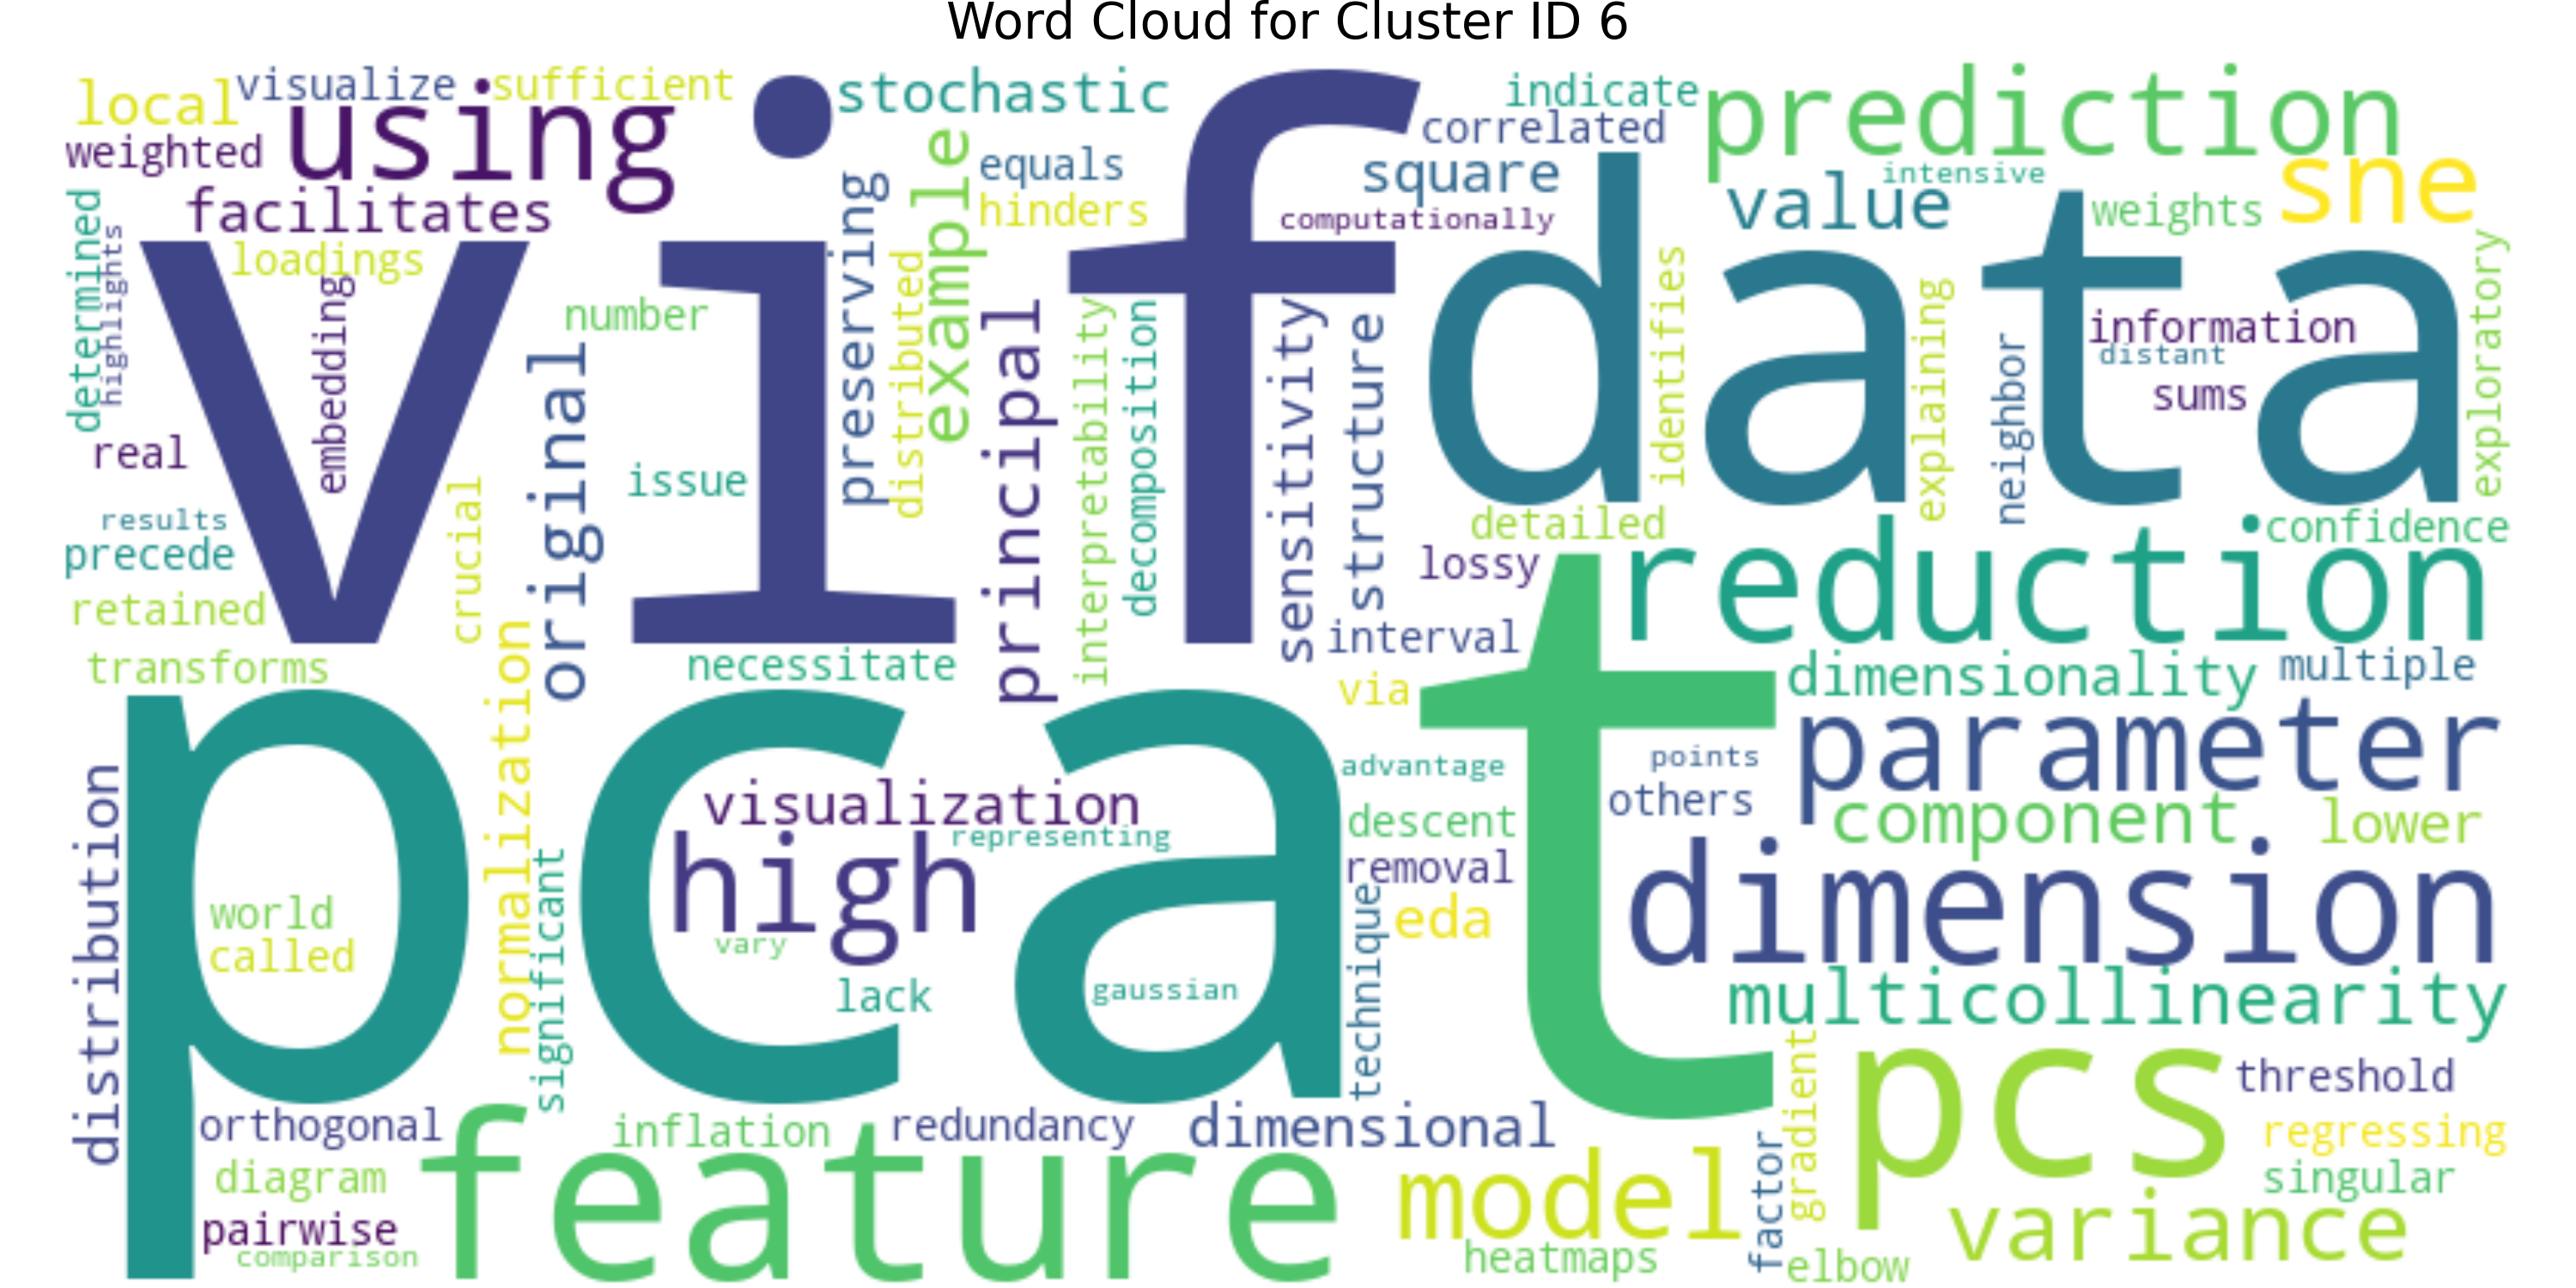 Word Cloud for Cluster ID 6
local
visualize
sufficient
using
weighted
facilitates
stochastic
indicate
prediction
correlated
equals
square
intensive
sne
example
hinders
computationally
value
weights
determined
highlights
loadings
vif
data
preserving
distributed
embedding
number
principal
interpretability
decomposition
sensitivity
structure
identifies
explaining
neighbor
information
distant
sums
exploratory
real
original
issue
results
precede
crucial
retained
detailed
confidence
lossy
reduction
interval
transforms
normalization
necessitate
via
dimensionality
multiple
pca
t
parameter
advantage
points
others
component
lower
descent
removal
visualization
representing
high
distribution
world
called
significant
vary
lack
gaussian
technique
eda
dimension
multicollinearity
pcs
threshold
regressing
singular
gradient
orthogonal
inflation
redundancy
dimensional
diagram
feature
model
factor
variance
pairwise
comparison
heatmaps
elbow